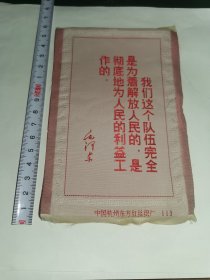 我们这个队伍完全
是为着解放人民的，是
彻底地为人民的利益工
作的。
毛泽东
中国杭州东方红丝织厂 113